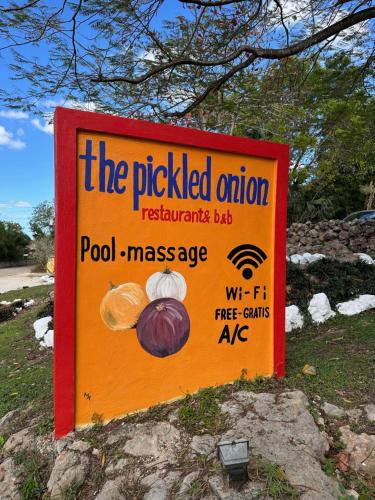 the pickled onion
restaurant & b&b
Pool • massage
Wi-Fi
FREE-GRATIS
A/C